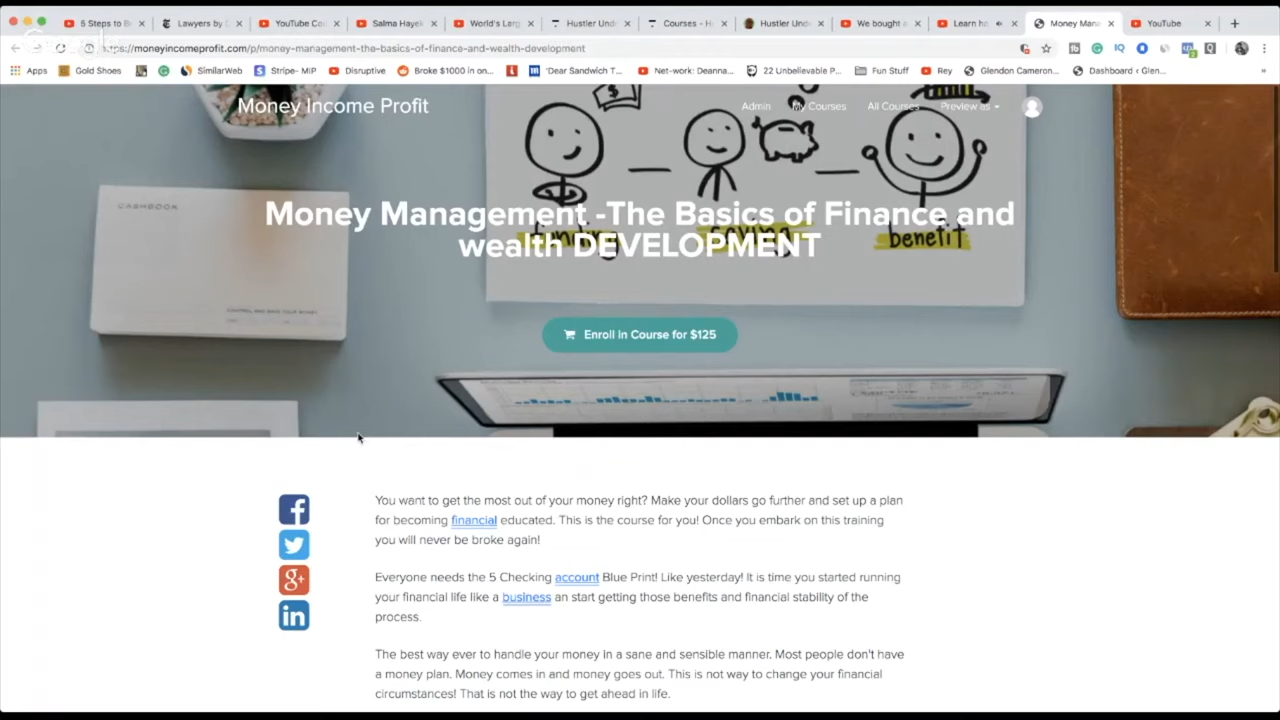 5 Steps to B
Lawyers by
YouTube Co
Salma Haye
World's Larg
Hustler Und
Courses - H
Hustler Und
We bought a
Learn h
Money Man
YouTube
https://moneyincomeprofit.com/p/money-management-the-basics-of-finance-and-wealth-development
Apps
Gold Shoes
SimilarWeb
Stripe- MIP
Disruptive
Broke $1000 in on...
'Dear Sandwich T...
Net-work: Deanna...
22 Unbelievable P...
Fun Stuff
Rey
Glendon Cameron...
Dashboard ‹ Glen...
»
Money Income Profit
Admin
My Courses
All Courses
Preview as
CASHBOOK
Money Management -The Basics of Finance and
wealth DEVELOPMENT
saving
benefit
Enroll in Course for $125
You want to get the most out of your money right? Make your dollars go further and set up a plan
for becoming financial educated. This is the course for you! Once you embark on this training
you will never be broke again!
Everyone needs the 5 Checking account Blue Print! Like yesterday! It is time you started running
your financial life like a business an start getting those benefits and financial stability of the
process.
The best way ever to handle your money in a sane and sensible manner. Most people don't have
a money plan. Money comes in and money goes out. This is not way to change your financial
circumstances! That is not the way to get ahead in life.